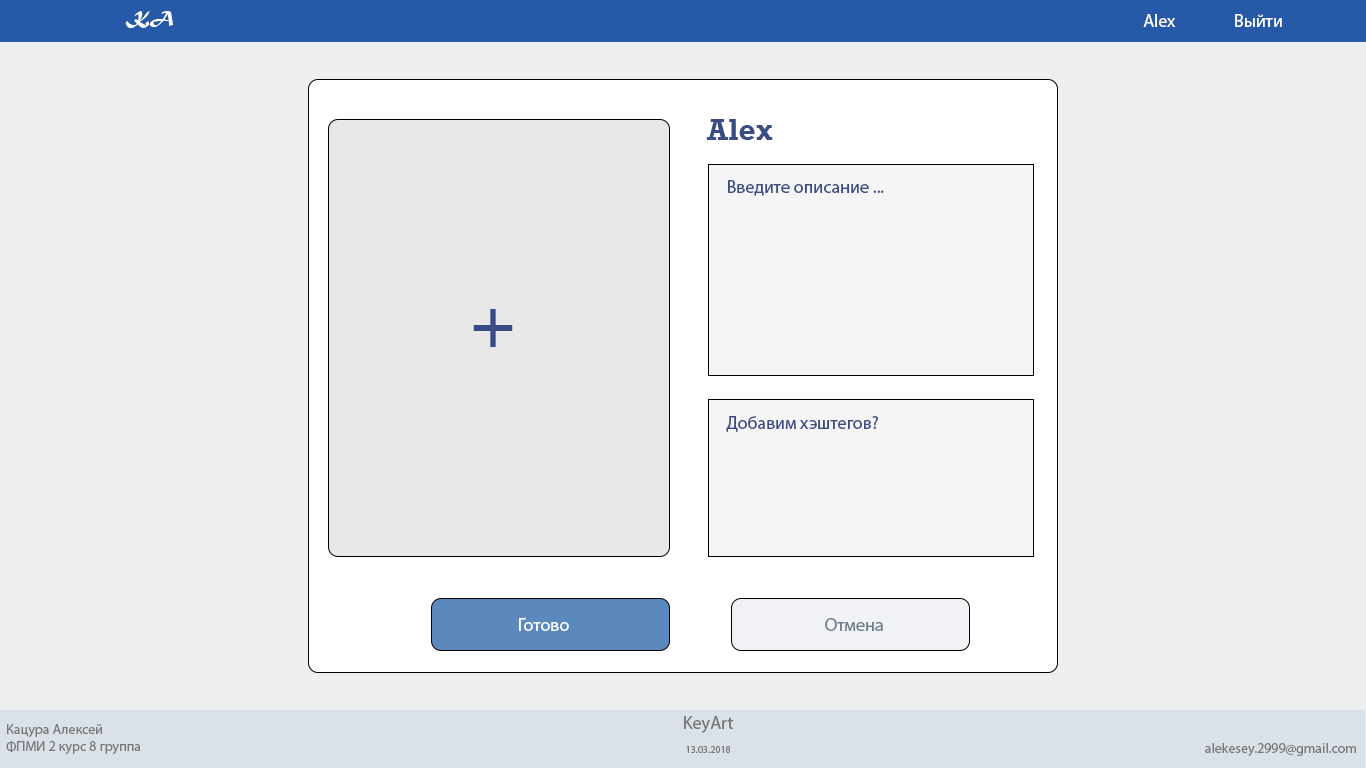 KA
Alex
Выйти
Alex
Введите описание ...
+
Добавим хэштегов?
Готово
Отмена
Кацура Алексей
ФПМИ 2 курс 8 группа
KeyArt
13.03.2018
alekesey.2999@gmail.com